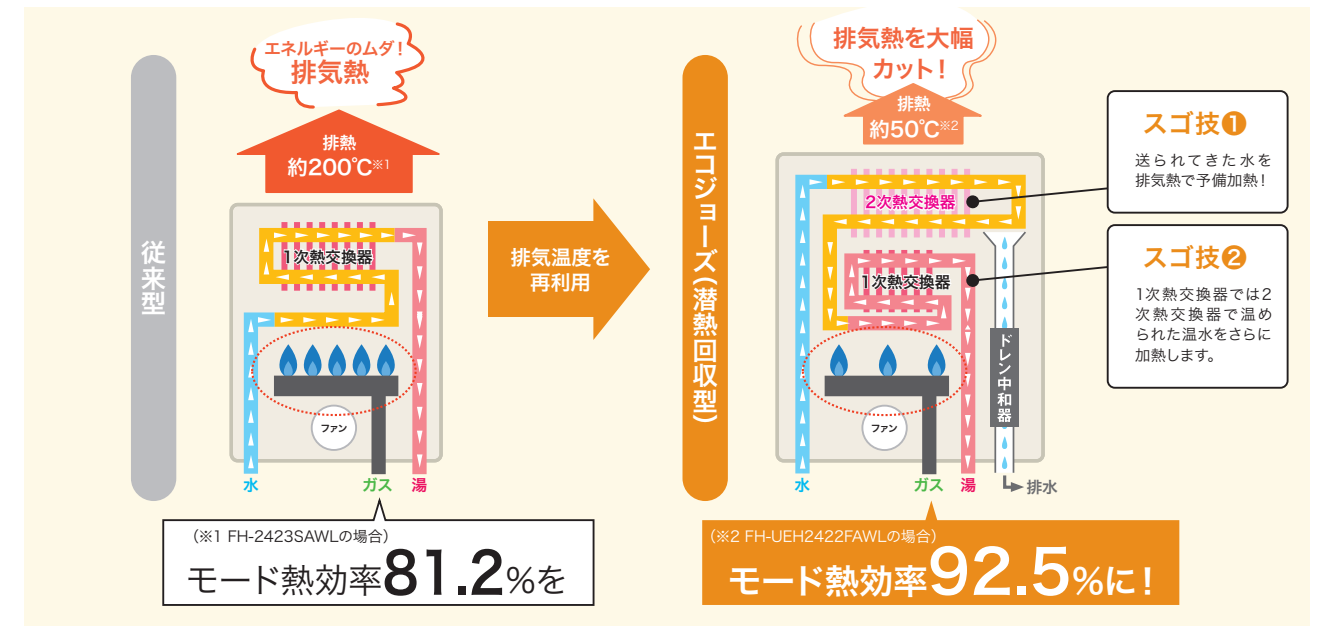 従来型
エネルギーのムダ!
排気熱
排熱
約200℃※1
1次熱交換器
ファン
水
ガス
湯
(※1 FH-2423SAWLの場合)
モード熱効率81.2%を
排気温度を
再利用
エコジョーズ(潜熱回収型)
排気熱を大幅
カット!
排熱
約50℃※2
2次熱交換器
1次熱交換器
ドレン中和器
ファン
水
ガス
湯
排水
(※2 FH-UEH2422FAWLの場合)
モード熱効率92.5%に!
スゴ技❶
送られてきた水を
排気熱で予備加熱!
スゴ技❷
1次熱交換器では2
次熱交換器で温め
られた温水をさらに
加熱します。